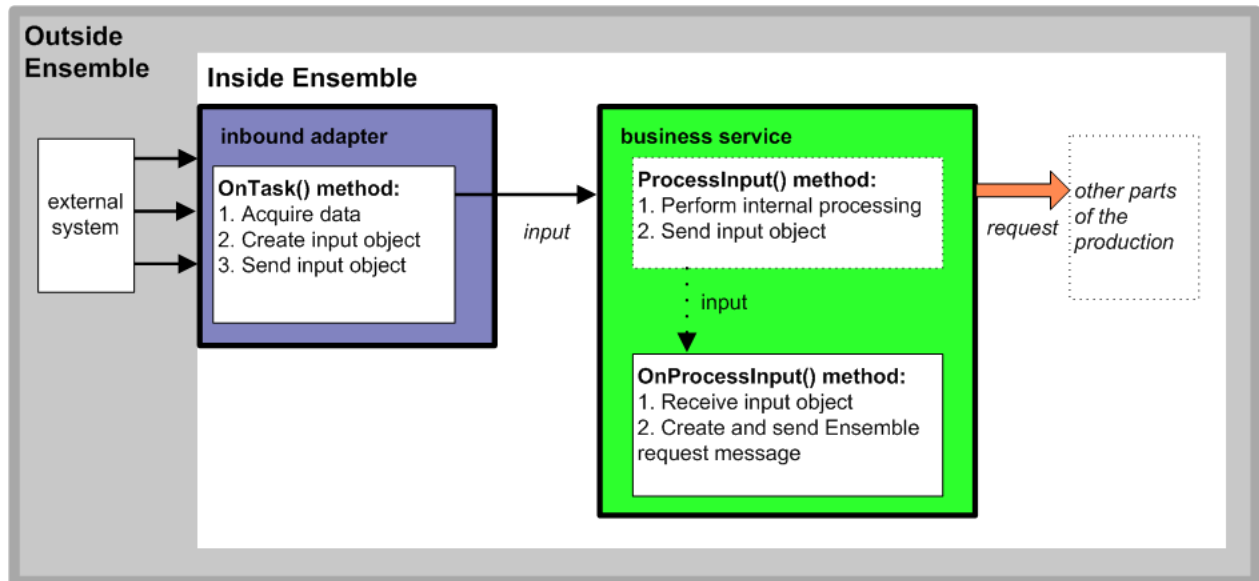 Outside
Ensemble
Inside Ensemble
external
system
inbound adapter
OnTask() method:
1. Acquire data
2. Create input object
3. Send input object
input
business service
ProcessInput() method:
1. Perform internal processing
2. Send input object
input
OnProcessInput() method:
1. Receive input object
2. Create and send Ensemble
request message
request
other parts
of the
production